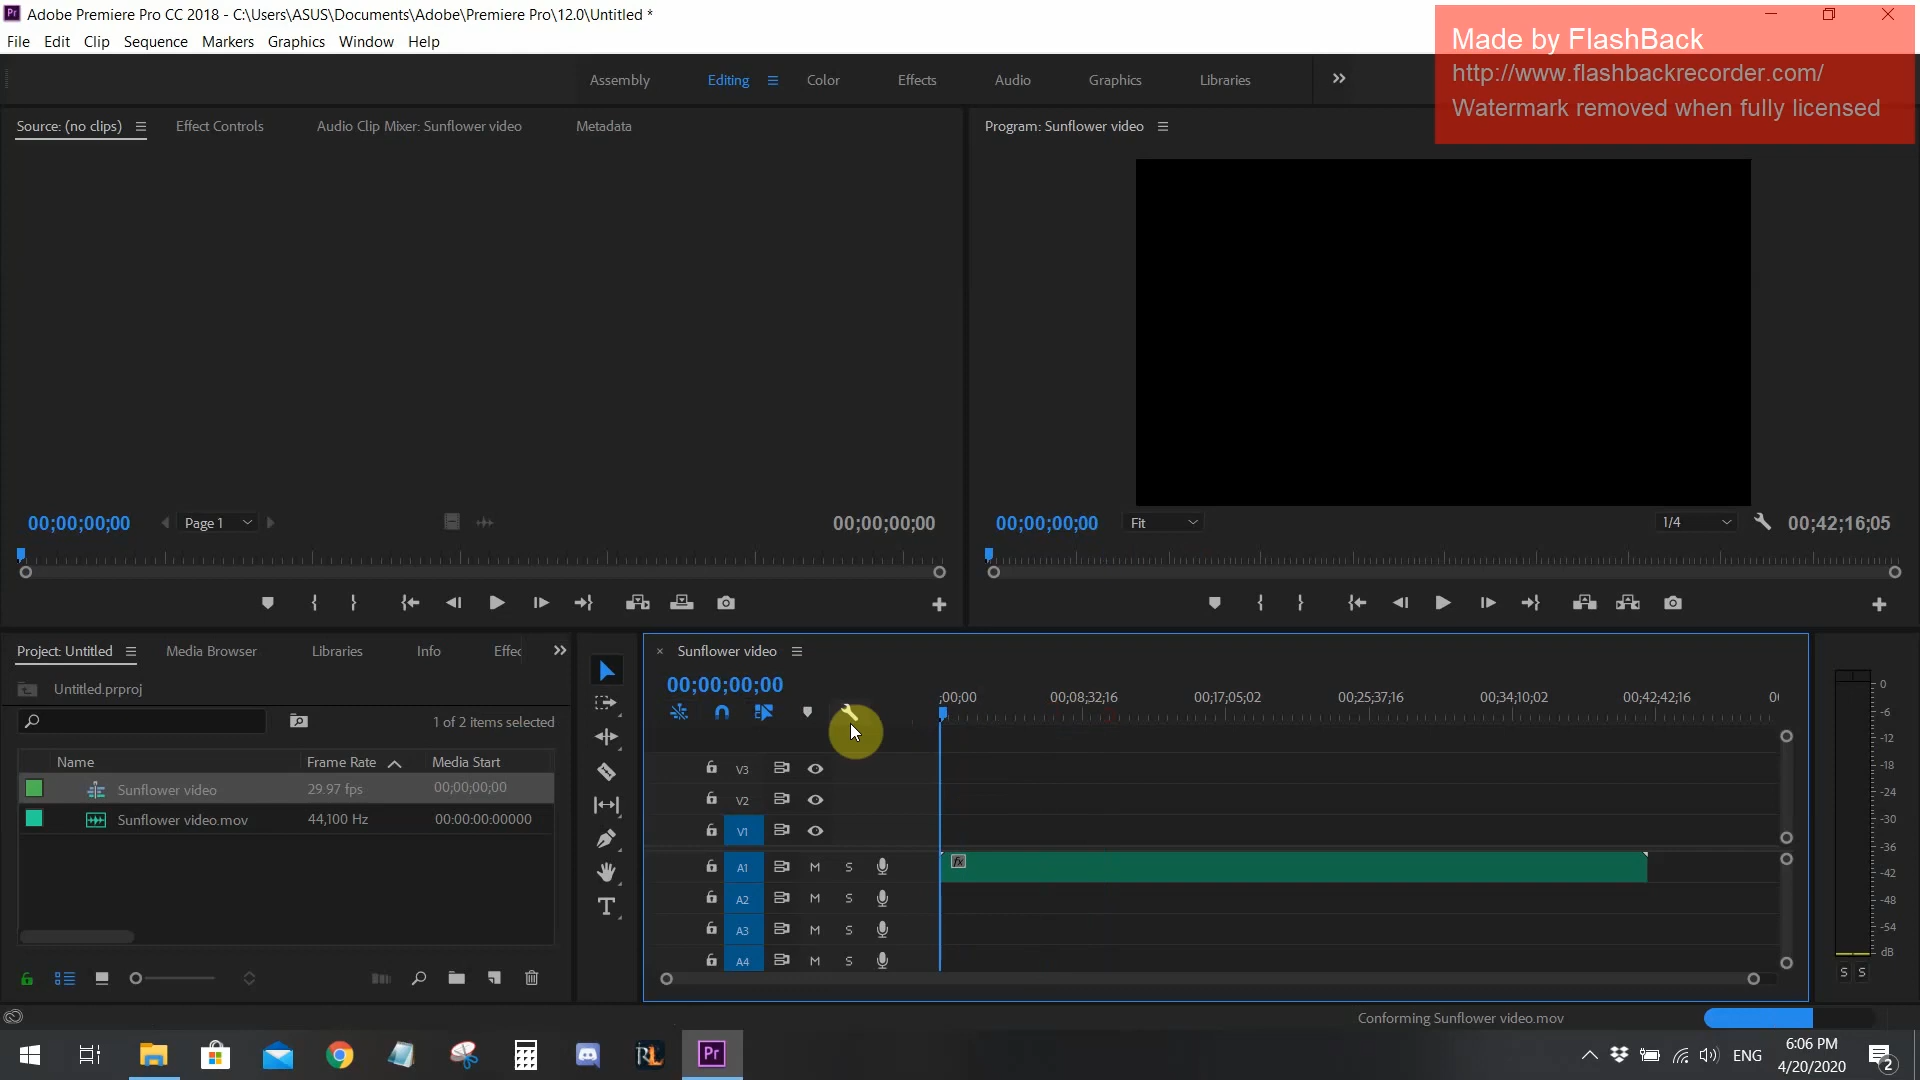 Adobe Premiere Pro CC 2018 - C:\Users\ASUS\Documents\Adobe\Premiere Pro\12.0\Untitled *
File Edit Clip Sequence Markers Graphics Window Help
Made by FlashBack
http://www.flashbackrecorder.com/
Watermark removed when fully licensed
Assembly Editing Color Effects Audio Graphics Libraries
Source: (no clips) Effect Controls Audio Clip Mixer: Sunflower video Metadata
Program: Sunflower video
00;00;00;00 Page 1 00;00;00;00
00;00;00;00 Fit 1/4 00;42;16;05
Project: Untitled Media Browser Libraries Info Effec
Untitled.prproj
1 of 2 items selected
Name Frame Rate Media Start
Sunflower video 29.97 fps 00;00;00;00
Sunflower video.mov 44,100 Hz 00:00:00:00000
T
Sunflower video
00;00;00;00
;00;00 00;08;32;16 00;17;05;02 00;25;37;16 00;34;10;02 00;42;42;16 00
V3
V2
V1
A1 M S fx
A2 M S
A3 M S
A4 M S
0
-6
-12
-18
-24
-30
-36
-42
-48
-54
dB
S S
Conforming Sunflower video.mov
RL Pr
ENG
6:06 PM
4/20/2020
2